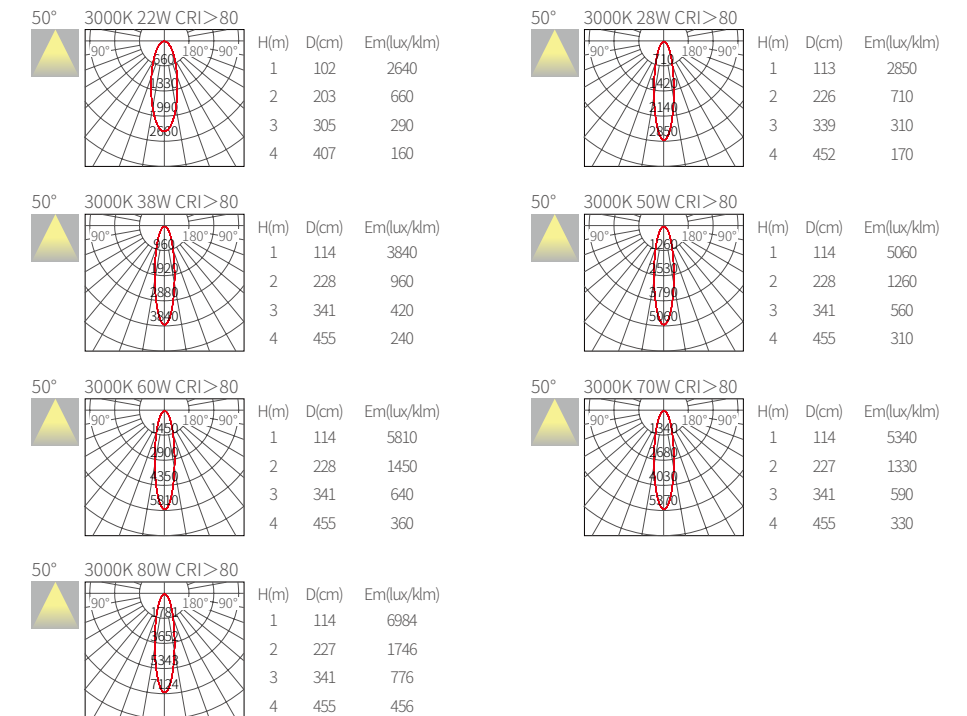 50° 3000K 22W CRI＞80
90° 180° 90°
660
1330
1990
2660
H(m) D(cm) Em(lux/klm)
1 102 2640
2 203 660
3 305 290
4 407 160
50° 3000K 28W CRI＞80
90° 180° 90°
710
1420
2140
2850
H(m) D(cm) Em(lux/klm)
1 113 2850
2 226 710
3 339 310
4 452 170
50° 3000K 38W CRI＞80
90° 180° 90°
960
1920
2880
3840
H(m) D(cm) Em(lux/klm)
1 114 3840
2 228 960
3 341 420
4 455 240
50° 3000K 50W CRI＞80
90° 180° 90°
1260
2530
3790
5060
H(m) D(cm) Em(lux/klm)
1 114 5060
2 228 1260
3 341 560
4 455 310
50° 3000K 60W CRI＞80
90° 180° 90°
1450
2900
4350
5810
H(m) D(cm) Em(lux/klm)
1 114 5810
2 228 1450
3 341 640
4 455 360
50° 3000K 70W CRI＞80
90° 180° 90°
1340
2680
4030
5370
H(m) D(cm) Em(lux/klm)
1 114 5340
2 227 1330
3 341 590
4 455 330
50° 3000K 80W CRI＞80
90° 180° 90°
1781
3652
5343
7124
H(m) D(cm) Em(lux/klm)
1 114 6984
2 227 1746
3 341 776
4 455 456